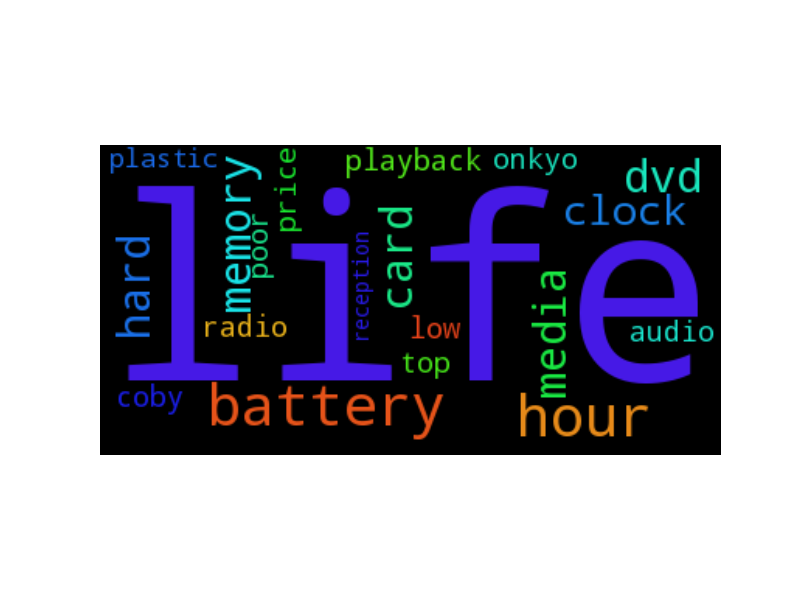 plastic
memory
price
playback
onkyo
dvd
clock
life
hard
poor
reception
card
media
radio
low
audio
top
coby
battery
hour